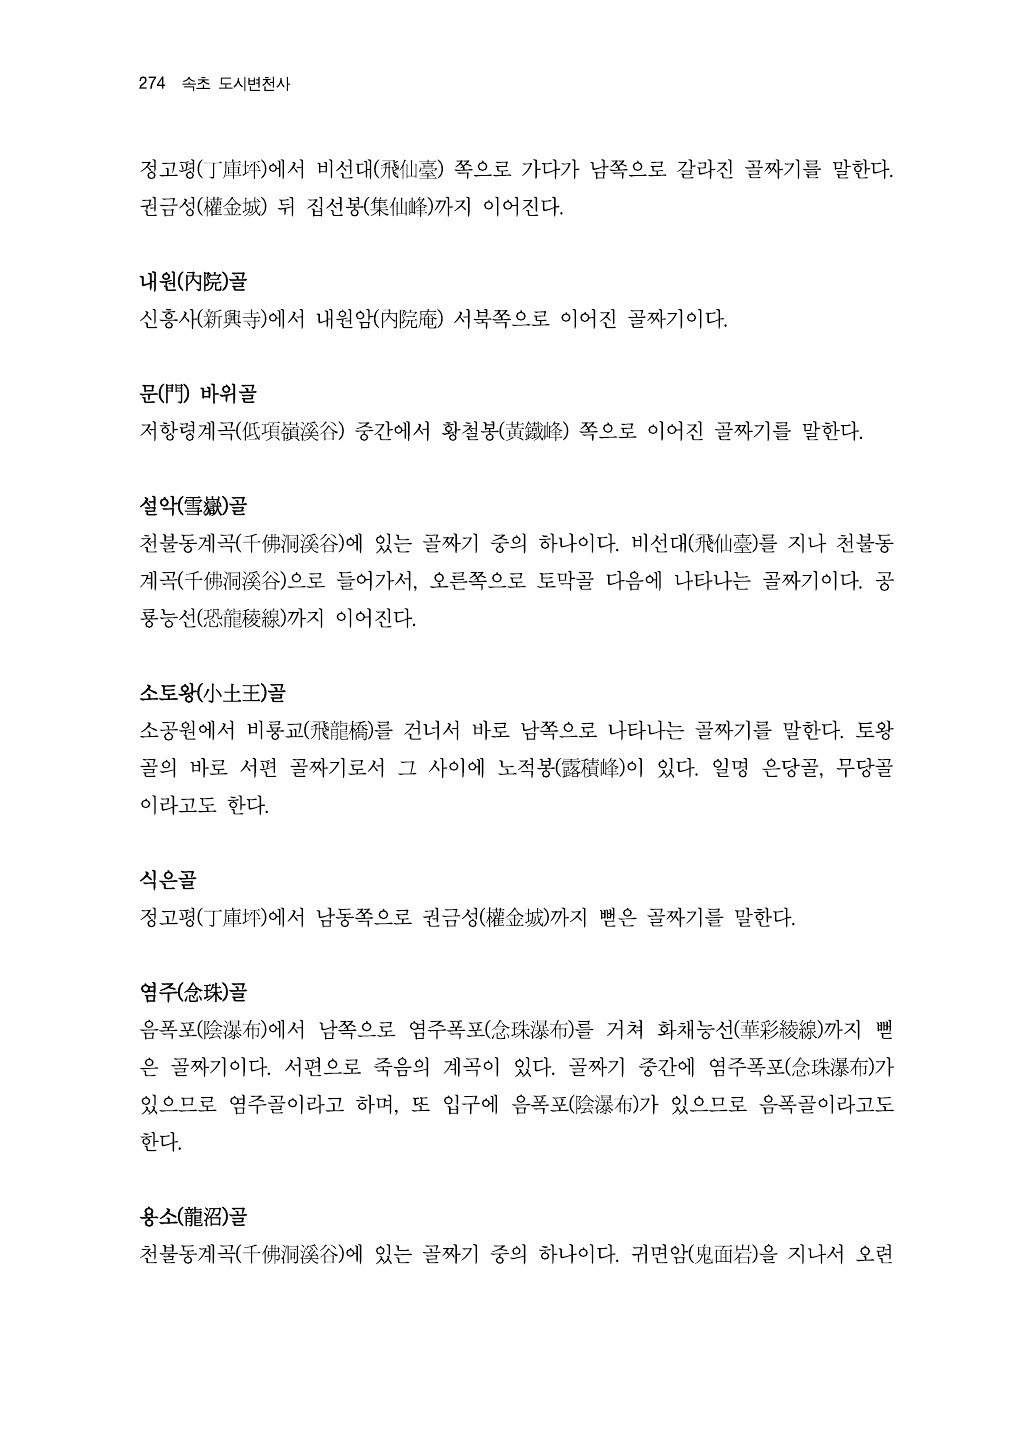 274 속초 도시변천사
정고평(丁庫坪)에서 비선대(飛仙臺) 쪽으로 가다가 남쪽으로 갈라진 골짜기를 말한다.
권금성(權金城) 뒤 집선봉(集仙峰)까지 이어진다.
내원(內院)골
신흥사(新興寺)에서 내원암(内院庵) 서북쪽으로 이어진 골짜기이다.
문(門) 바위골
저항령계곡(低項嶺溪谷) 중간에서 황철봉(黃鐵峰) 쪽으로 이어진 골짜기를 말한다.
설악(雪嶽)골
천불동계곡(千佛洞溪谷)에 있는 골짜기 중의 하나이다. 비선대(飛仙臺)를 지나 천불동
계곡(千佛洞溪谷)으로 들어가서, 오른쪽으로 토막골 다음에 나타나는 골짜기이다. 공
룡능선(恐龍稜線)까지 이어진다.
소토왕(小土王)골
소공원에서 비룡교(飛龍橋)를 건너서 바로 남쪽으로 나타나는 골짜기를 말한다. 토왕
골의 바로 서편 골짜기로서 그 사이에 노적봉(露積峰)이 있다. 일명 은당골, 무당골
이라고도 한다.
식은골
정고평(丁庫坪)에서 남동쪽으로 권금성(權金城)까지 뻗은 골짜기를 말한다.
염주(念珠)골
음폭포(陰瀑布)에서 남쪽으로 염주폭포(念珠瀑布)를 거쳐 화채능선(華彩綾線)까지 뻗
은 골짜기이다. 서편으로 죽음의 계곡이 있다. 골짜기 중간에 염주폭포(念珠瀑布)가
있으므로 염주골이라고 하며, 또 입구에 음폭포(陰瀑布)가 있으므로 음폭골이라고도
한다.
용소(龍沼)골
천불동계곡(千佛洞溪谷)에 있는 골짜기 중의 하나이다. 귀면암(鬼面岩)을 지나서 오련